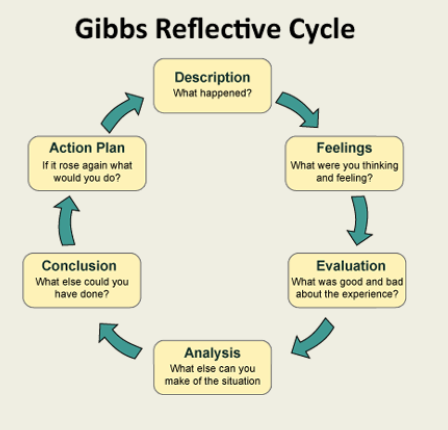 Gibbs Reflective Cycle
Description
What happened?
Feelings
What were you thinking
and feeling?
Evaluation
What was good and bad
about the experience?
Analysis
What else can you
make of the situation
Conclusion
What else could you
have done?
Action Plan
If it rose again what
would you do?